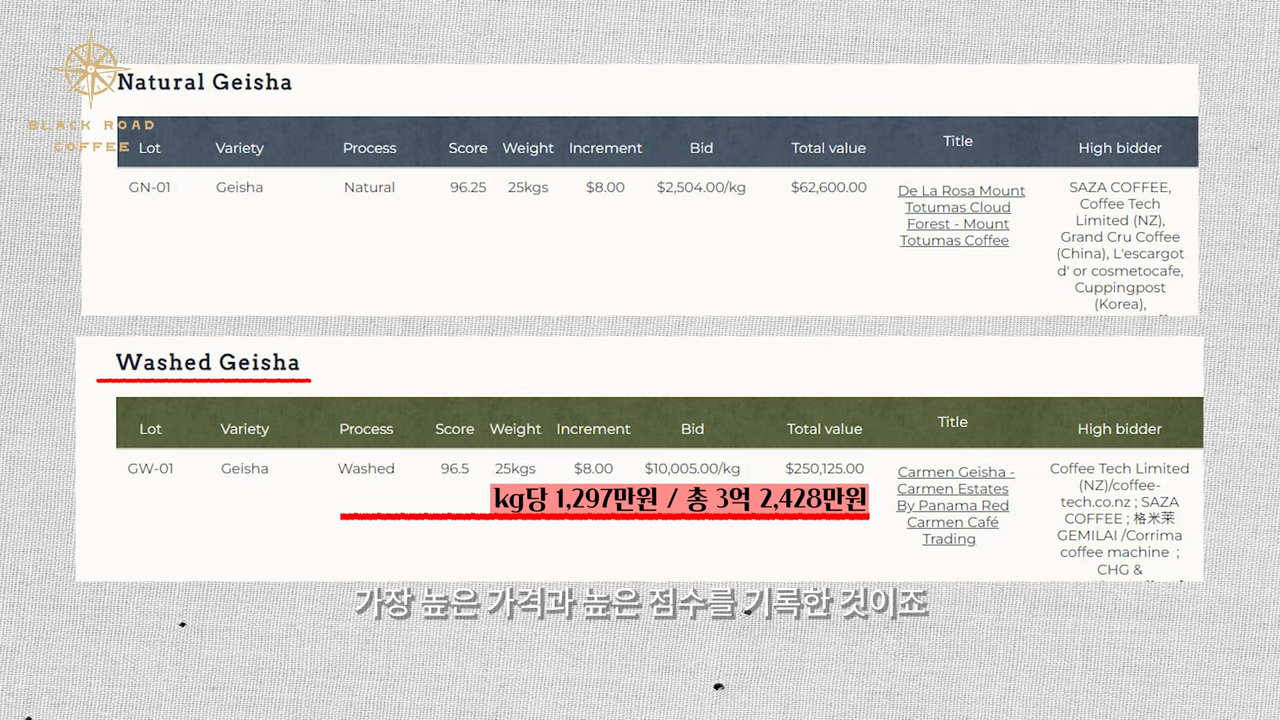 BLACK ROAD
COFFEE
Natural Geisha
Lot Variety Process Score Weight Increment Bid Total value Title High bidder
GN-01 Geisha Natural 96.25 25kgs $8.00 $2,504.00/kg $62,600.00
De La Rosa Mount
Totumas Cloud
Forest - Mount
Totumas Coffee
SAZA COFFEE,
Coffee Tech
Limited (NZ),
Grand Cru Coffee
(China), L'escargot
d' or cosmetocafe,
Cuppingpost
(Korea),
Washed Geisha
Lot Variety Process Score Weight Increment Bid Total value Title High bidder
GW-01 Geisha Washed 96.5 25kgs $8.00 $10,005.00/kg $250,125.00
kg당 1,297만원 / 총 3억 2,428만원
Carmen Geisha -
Carmen Estates
By Panama Red
Carmen Café
Trading
Coffee Tech Limited
(NZ)/coffee-
tech.co.nz ; SAZA
COFFEE ; 格米莱
GEMILAI /Corrima
coffee machine ;
CHG &
가장 높은 가격과 높은 점수를 기록한 것이죠